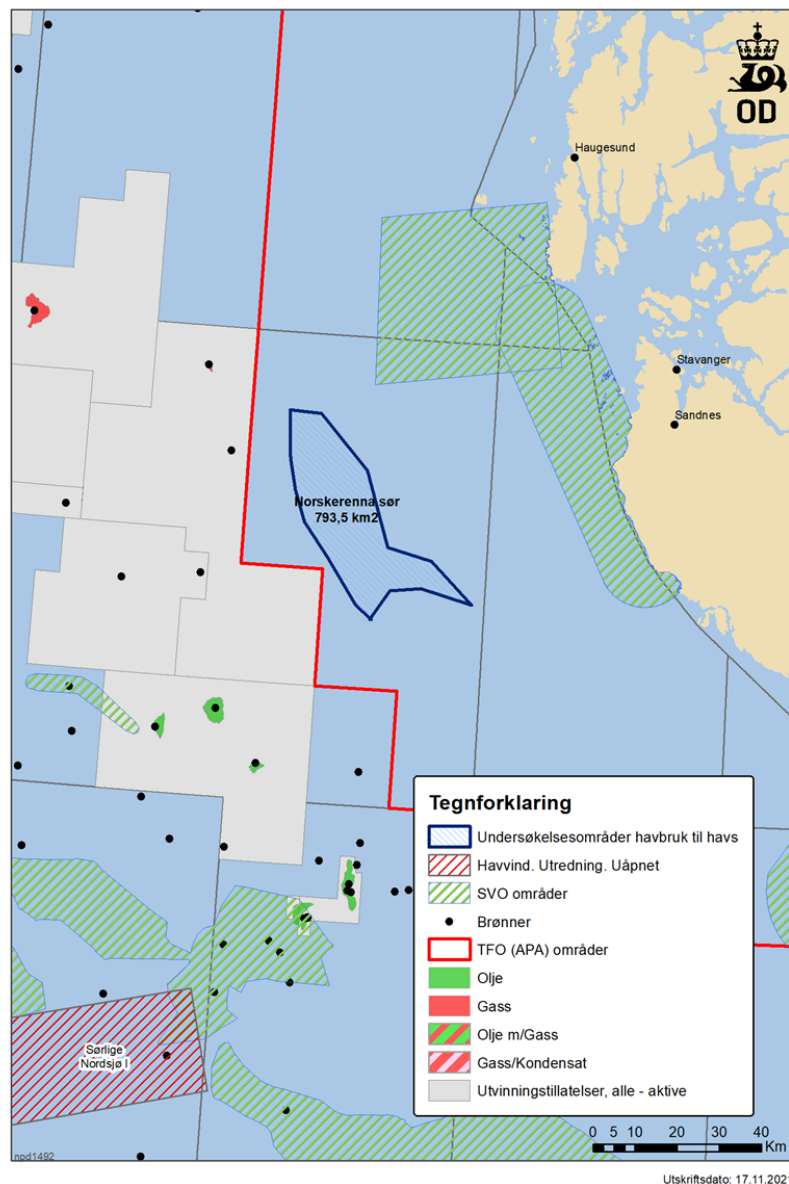 OD
Haugesund
Stavanger
Sandnes
Norskerenna sør
793,5 km2
Tegnforklaring
Undersøkelsesområder havbruk til havs
Havvind. Utredning. Uåpnet
SVO områder
Brønner
TFO (APA) områder
Olje
Gass
Olje m/Gass
Gass/Kondensat
Utvinningstillatelser, alle - aktive
Sørlige
Nordsjø I
0 5 10 20 30 40
Km
npd1492
Utskriftsdato: 17.11.2021